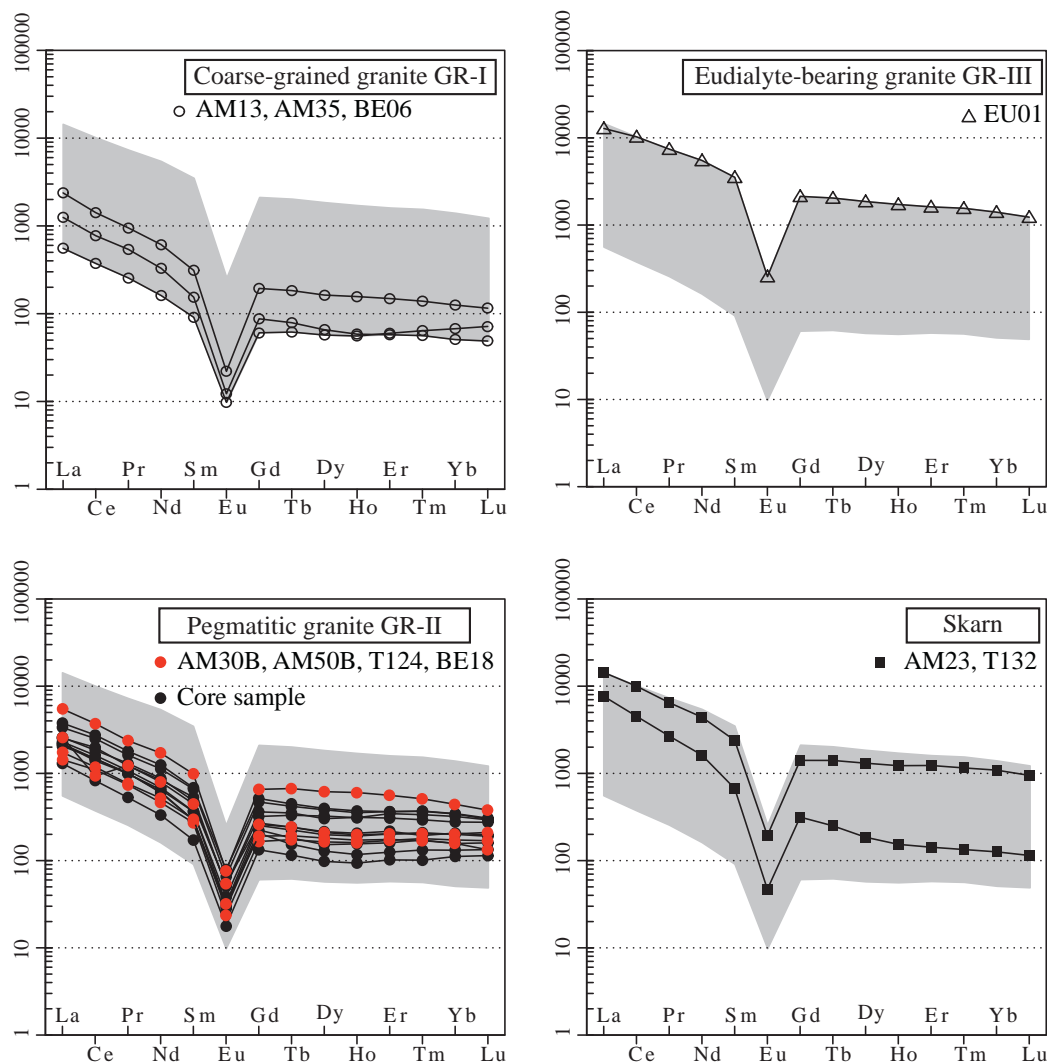 Coarse-grained granite GR-I
AM13, AM35, BE06
100000
10000
1000
100
10
1
La Pr Sm Gd Dy Er Yb
Ce Nd Eu Tb Ho Tm Lu
Eudialyte-bearing granite GR-III
EU01
100000
10000
1000
100
10
1
La Pr Sm Gd Dy Er Yb
Ce Nd Eu Tb Ho Tm Lu
Pegmatitic granite GR-II
AM30B, AM50B, T124, BE18
Core sample
100000
10000
1000
100
10
1
La Pr Sm Gd Dy Er Yb
Ce Nd Eu Tb Ho Tm Lu
Skarn
AM23, T132
100000
10000
1000
100
10
1
La Pr Sm Gd Dy Er Yb
Ce Nd Eu Tb Ho Tm Lu